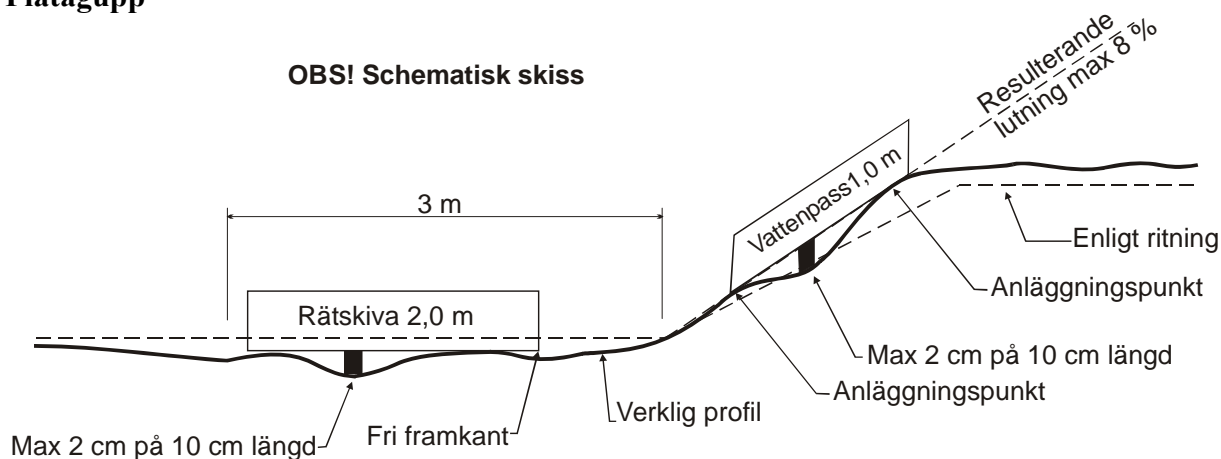 Platågupp
OBS! Schematisk skiss
Resulterande
lutning max 8 %
Vattenpass1,0 m
3 m
Enligt ritning
Anläggningspunkt
Rätskiva 2,0 m
Max 2 cm på 10 cm längd
Anläggningspunkt
Verklig profil
Fri framkant
Max 2 cm på 10 cm längd